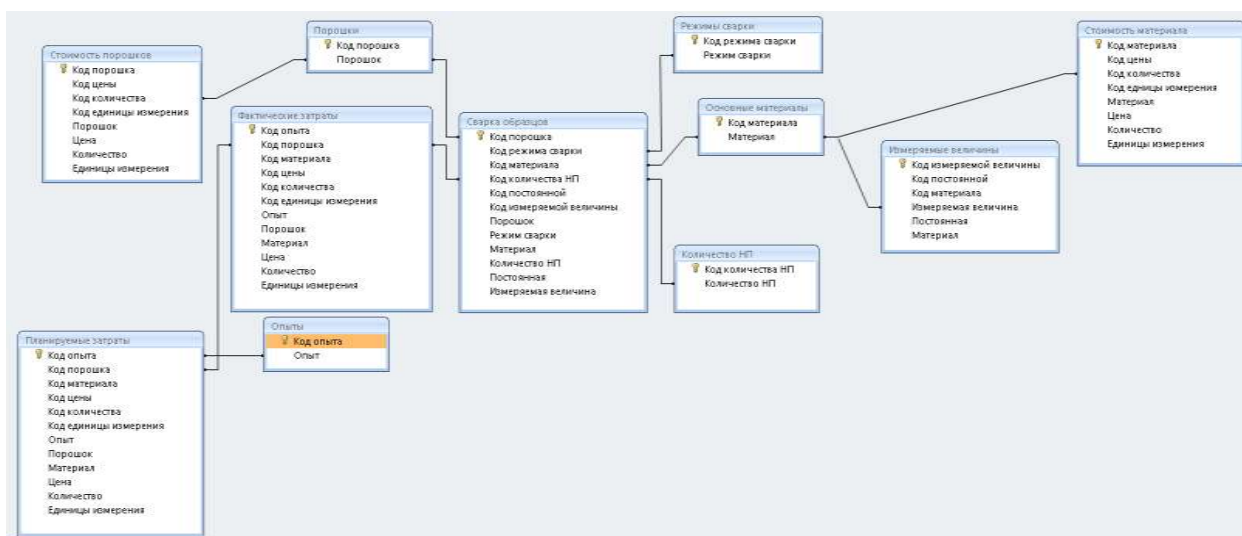 Стоимость порошков
Код порошка
Код цены
Код количества
Код единицы измерения
Порошок
Цена
Количество
Единицы измерения
Порошки
Код порошка
Порошок
Режимы сварки
Код режима сварки
Режим сварки
Стоимость материала
Код материала
Код цены
Код количества
Код едницы измерения
Материал
Цена
Количество
Единицы измерения
Фактические затраты
Код опыта
Код порошка
Код материала
Код цены
Код количества
Код единицы измерения
Опыт
Порошок
Материал
Цена
Количество
Единицы измерения
Сварка образцов
Код порошка
Код режима сварки
Код материала
Код количества НП
Код постоянной
Код измеряемой величины
Порошок
Режим сварки
Материал
Количество НП
Постоянная
Измеряемая величина
Основные материалы
Код материала
Материал
Измеряемые величины
Код измеряемой величины
Код постоянной
Код материала
Измеряемая величина
Постоянная
Материал
Количество НП
Код количества НП
Количество НП
Опыты
Код опыта
Опыт
Планируемые затраты
Код опыта
Код порошка
Код материала
Код цены
Код количества
Код единицы измерения
Опыт
Порошок
Материал
Цена
Количество
Единицы измерения